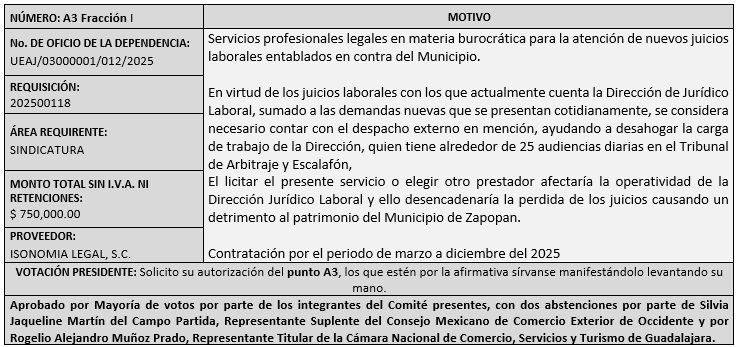 NÚMERO: A3 Fracción I
MOTIVO
No. DE OFICIO DE LA DEPENDENCIA:
UEAJ/03000001/012/2025
REQUISICIÓN:
202500118
ÁREA REQUIRENTE:
SINDICATURA
MONTO TOTAL SIN I.V.A. NI
RETENCIONES:
$ 750,000.00
PROVEEDOR:
ISONOMIA LEGAL, S.C.
Servicios profesionales legales en materia burocrática para la atención de nuevos juicios
laborales entablados en contra del Municipio.
En virtud de los juicios laborales con los que actualmente cuenta la Dirección de Jurídico
Laboral, sumado a las demandas nuevas que se presentan cotidianamente, se considera
necesario contar con el despacho externo en mención, ayudando a desahogar la carga
de trabajo de la Dirección, quien tiene alrededor de 25 audiencias diarias en el Tribunal
de Arbitraje y Escalafón,
El licitar el presente servicio o elegir otro prestador afectaría la operatividad de la
Dirección Jurídico Laboral y ello desencadenaría la perdida de los juicios causando un
detrimento al patrimonio del Municipio de Zapopan.
Contratación por el periodo de marzo a diciembre del 2025
VOTACIÓN PRESIDENTE: Solicito su autorización del punto A3, los que estén por la afirmativa sírvanse manifestándolo levantando su
mano.
Aprobado por Mayoría de votos por parte de los integrantes del Comité presentes, con dos abstenciones por parte de Silvia
Jaqueline Martín del Campo Partida, Representante Suplente del Consejo Mexicano de Comercio Exterior de Occidente y por
Rogelio Alejandro Muñoz Prado, Representante Titular de la Cámara Nacional de Comercio, Servicios y Turismo de Guadalajara.